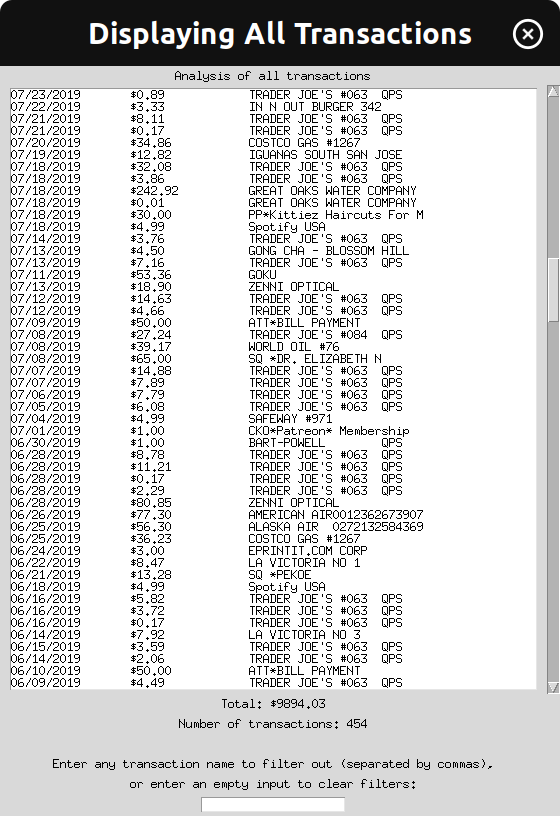 Displaying All Transactions
Analysis of all transactions
07/23/2019 $0.89 TRADER JOE'S #063 QPS
07/22/2019 $3.33 IN N OUT BURGER 342
07/21/2019 $8.11 TRADER JOE'S #063 QPS
07/21/2019 $0.17 TRADER JOE'S #063 QPS
07/20/2019 $34.86 COSTCO GAS #1267
07/19/2019 $12.82 IGUANAS SOUTH SAN JOSE
07/18/2019 $32.08 TRADER JOE'S #063 QPS
07/18/2019 $3.86 TRADER JOE'S #063 QPS
07/18/2019 $242.92 GREAT OAKS WATER COMPANY
07/18/2019 $0.01 GREAT OAKS WATER COMPANY
07/18/2019 $30.00 PP*Kittiez Haircuts For M
07/18/2019 $4.99 Spotify USA
07/14/2019 $3.76 TRADER JOE'S #063 QPS
07/13/2019 $4.50 GONG CHA - BLOSSOM HILL
07/13/2019 $7.16 TRADER JOE'S #063 QPS
07/11/2019 $53.36 GOKU
07/13/2019 $18.90 ZENNI OPTICAL
07/12/2019 $14.63 TRADER JOE'S #063 QPS
07/12/2019 $4.66 TRADER JOE'S #063 QPS
07/09/2019 $50.00 ATT*BILL PAYMENT
07/08/2019 $27.24 TRADER JOE'S #084 QPS
07/08/2019 $39.17 WORLD OIL #76
07/08/2019 $65.00 SQ *DR. ELIZABETH N
07/07/2019 $14.88 TRADER JOE'S #063 QPS
07/07/2019 $7.89 TRADER JOE'S #063 QPS
07/06/2019 $7.79 TRADER JOE'S #063 QPS
07/05/2019 $6.08 TRADER JOE'S #063 QPS
07/04/2019 $4.99 SAFEWAY #971
07/01/2019 $1.00 CKO*Patreon* Membership
06/30/2019 $1.00 BART-POWELL QPS
06/28/2019 $8.78 TRADER JOE'S #063 QPS
06/28/2019 $11.21 TRADER JOE'S #063 QPS
06/28/2019 $0.17 TRADER JOE'S #063 QPS
06/28/2019 $2.29 TRADER JOE'S #063 QPS
06/28/2019 $80.85 ZENNI OPTICAL
06/26/2019 $77.30 AMERICAN AIR0012362673907
06/25/2019 $56.30 ALASKA AIR 0272132584369
06/25/2019 $36.23 COSTCO GAS #1267
06/24/2019 $3.00 EPRINTIT.COM CORP
06/22/2019 $8.47 LA VICTORIA NO 1
06/21/2019 $13.28 SQ *PEKOE
06/18/2019 $4.99 Spotify USA
06/16/2019 $5.82 TRADER JOE'S #063 QPS
06/16/2019 $3.72 TRADER JOE'S #063 QPS
06/16/2019 $0.17 TRADER JOE'S #063 QPS
06/14/2019 $7.92 LA VICTORIA NO 3
06/15/2019 $3.59 TRADER JOE'S #063 QPS
06/14/2019 $2.06 TRADER JOE'S #063 QPS
06/10/2019 $50.00 ATT*BILL PAYMENT
06/09/2019 $4.49 TRADER JOE'S #063 QPS
Total: $9894.03
Number of transactions: 454
Enter any transaction name to filter out (separated by commas),
or enter an empty input to clear filters: